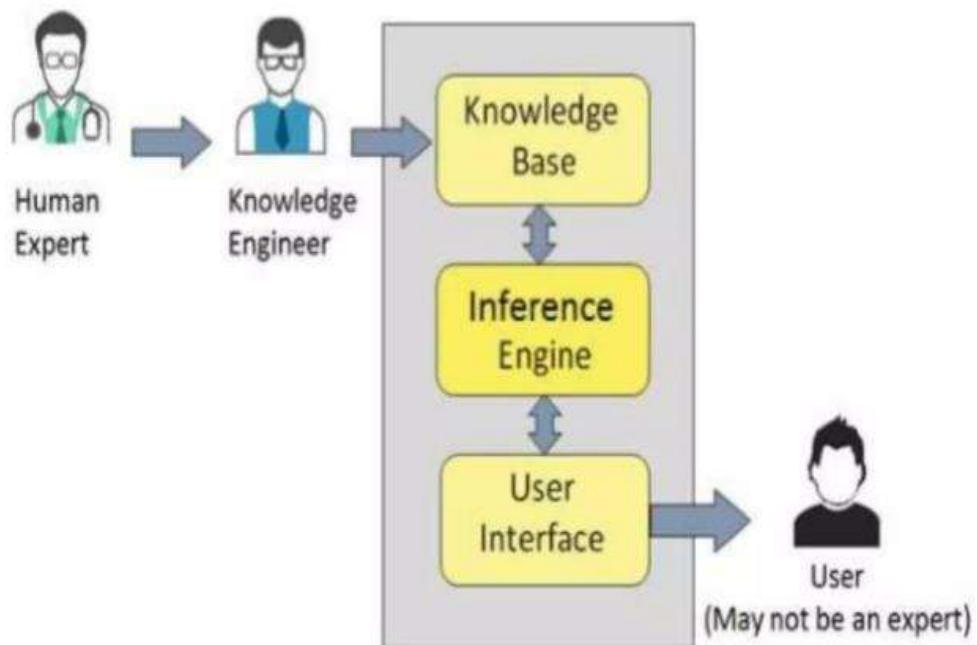 Human
Expert
Knowledge
Engineer
Knowledge
Base
Inference
Engine
User
Interface
User
(May not be an expert)